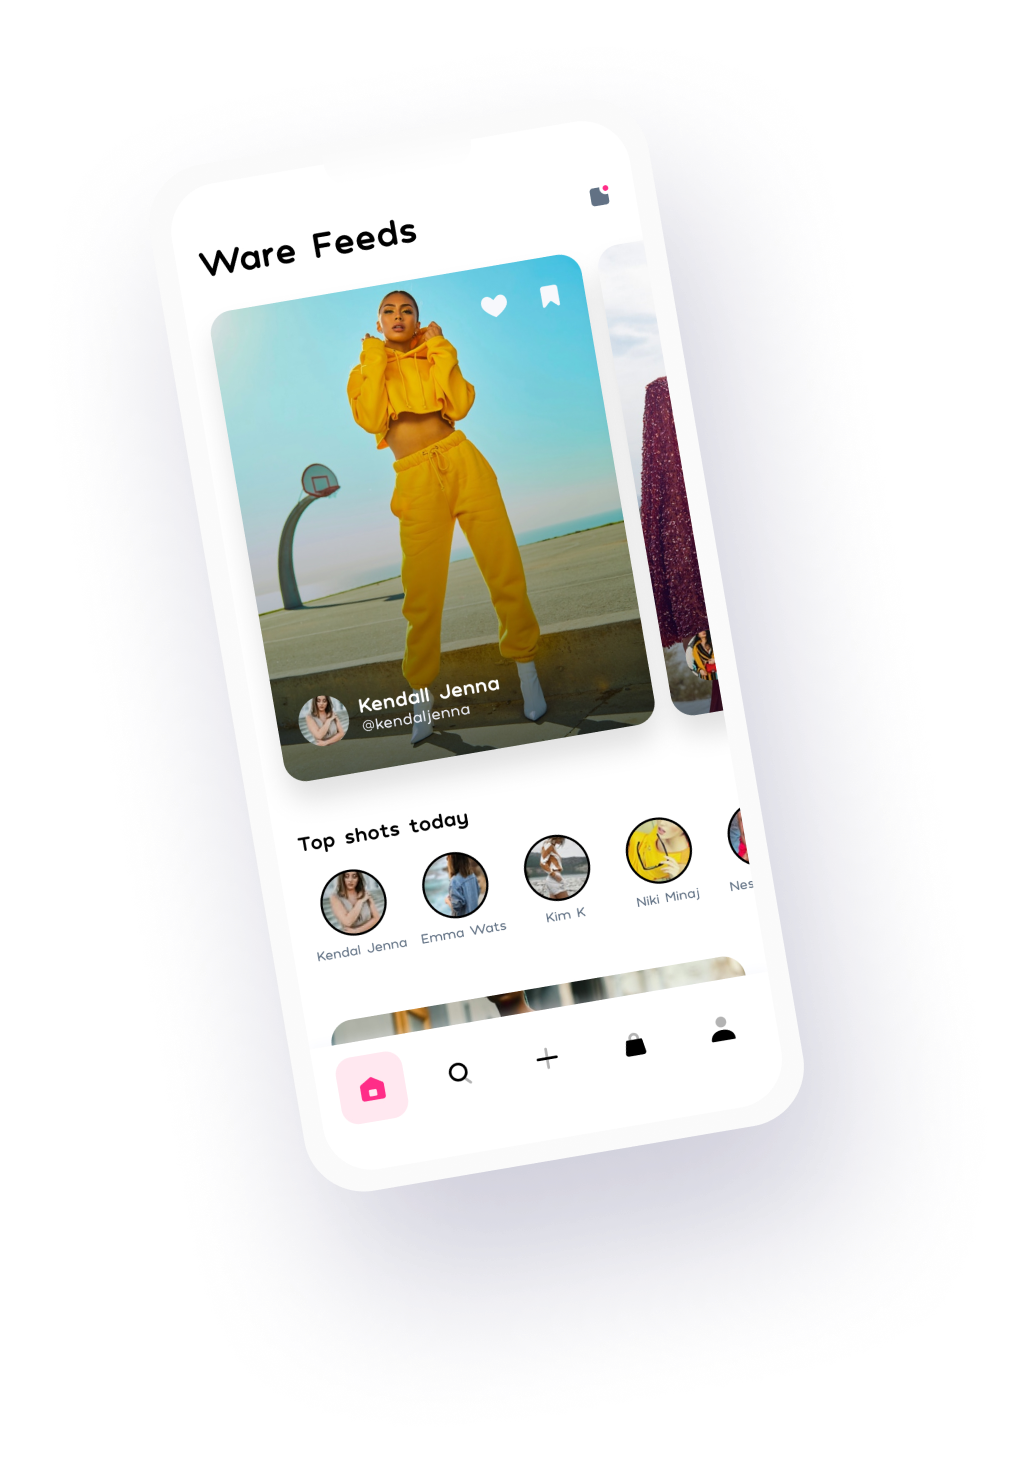 Ware Feeds
Kendall Jenna
@kendaljenna
Top shots today
Kendal Jenna
Emma Wats
Kim K
Niki Minaj
Nes